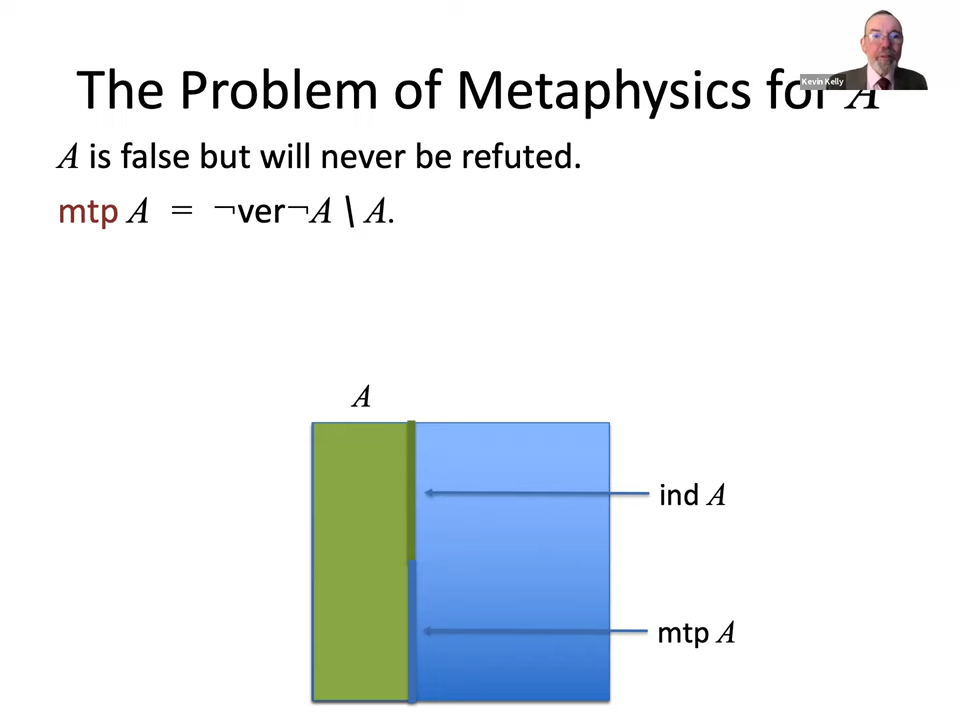 Kevin Kelly
The Problem of Metaphysics for A
A is false but will never be refuted.
mtp A = ¬ver¬A \ A.
A
ind A
mtp A